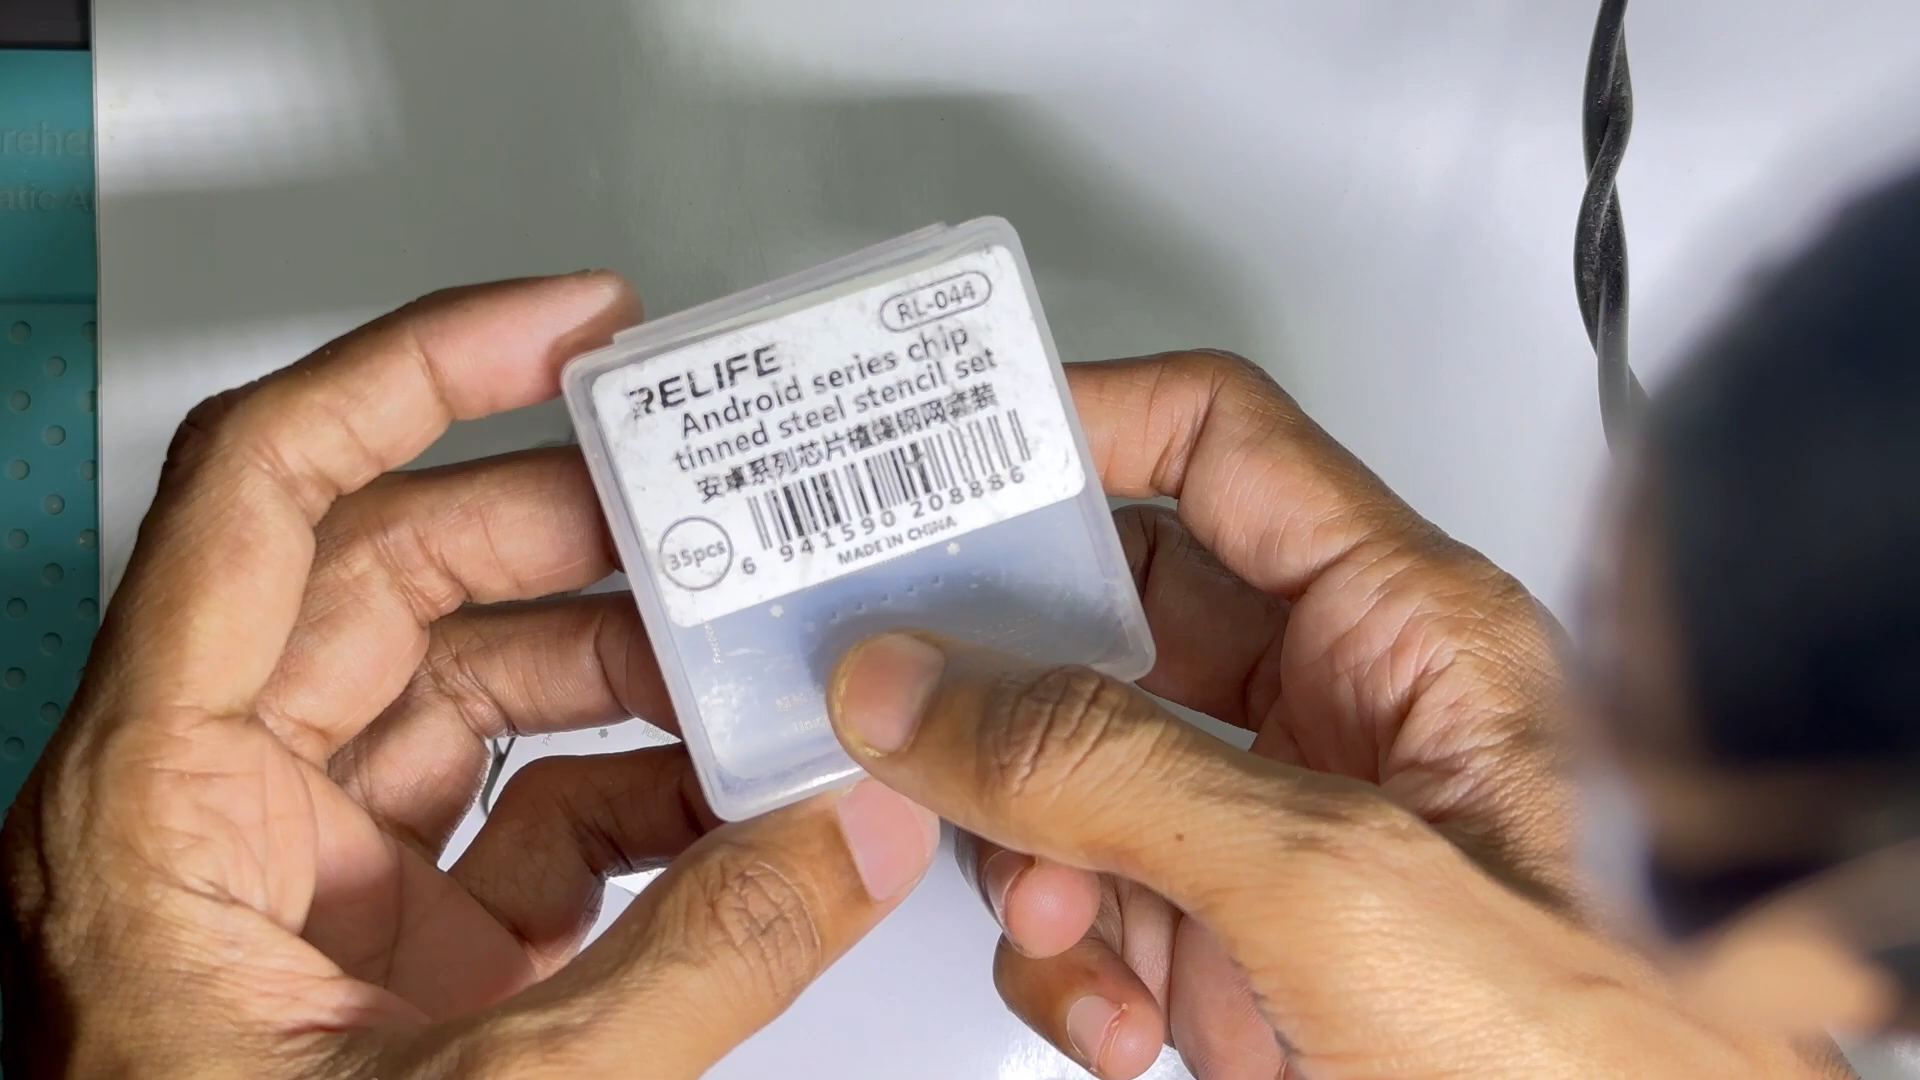 RL-044
RELIFE
Android series chip
tinned steel stencil set
安卓系列芯片植锡钢网套装
35pcs
6 941590 208886
MADE IN CHINA